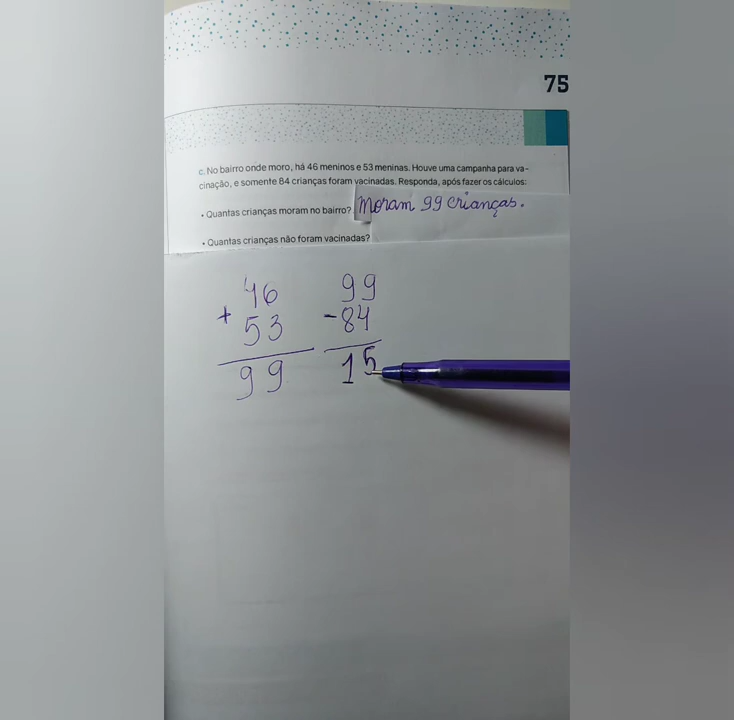 75
c. No bairro onde moro, há 46 meninos e 53 meninas. Houve uma campanha para va-
cinação, e somente 84 crianças foram vacinadas. Responda, após fazer os cálculos:
• Quantas crianças moram no bairro? Moram 99 crianças.
• Quantas crianças não foram vacinadas?
46 99
+ 53 - 84
99 15